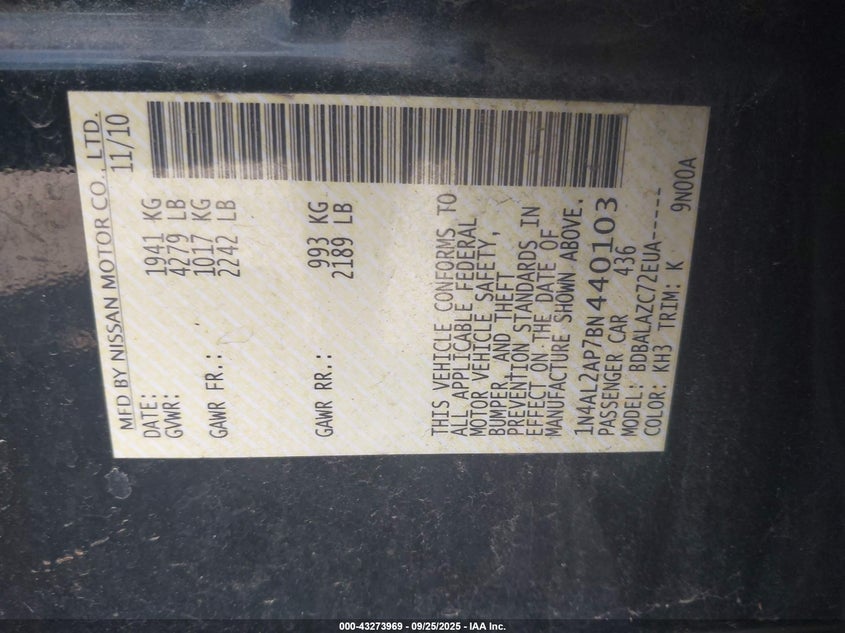 MFD BY NISSAN MOTOR CO., LTD.
DATE: 11/10
GVWR: 1941 KG
4279 LB
GAWR FR.: 1017 KG
2242 LB
GAWR RR.: 993 KG
2189 LB
THIS VEHICLE CONFORMS TO
ALL APPLICABLE FEDERAL
MOTOR VEHICLE SAFETY,
BUMPER, AND THEFT
PREVENTION STANDARDS IN
EFFECT ON THE DATE OF
MANUFACTURE SHOWN ABOVE.
1N4AL2AP7BN440103
PASSENGER CAR 436
MODEL: BDBALAZC72EUA-----
COLOR: KH3 TRIM: K 9N00A
000-43273969 - 09/25/2025 - IAA Inc.